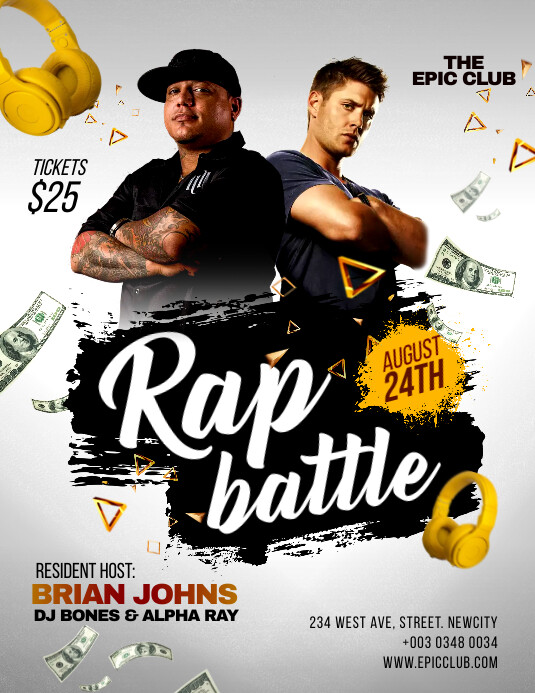 THE
EPIC CLUB
TICKETS
$25
AUGUST
24TH
Rap
battle
RESIDENT HOST:
BRIAN JOHNS
DJ BONES & ALPHA RAY
234 WEST AVE, STREET. NEWCITY
+003 0348 0034
WWW.EPICCLUB.COM